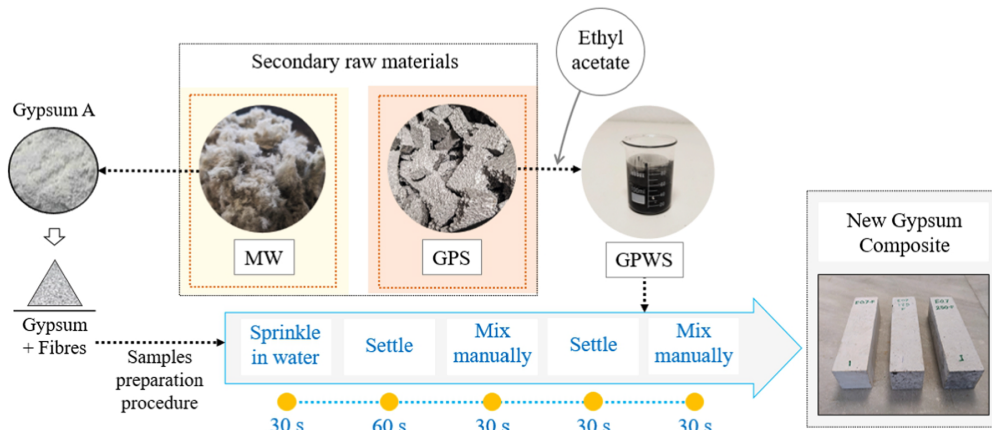 Ethyl
acetate
Secondary raw materials
Gypsum A
MW
GPS
GPWS
New Gypsum
Composite
Gypsum
+ Fibres
Samples
preparation
procedure
Sprinkle
in water
Settle
Mix
manually
Settle
Mix
manually
30 s
60 s
30 s
30 s
30 s